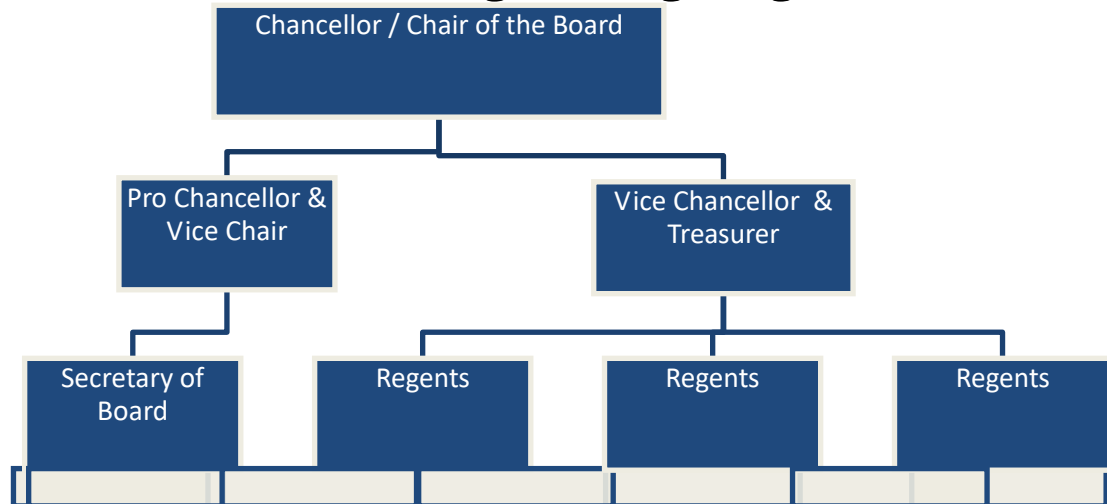 Chancellor / Chair of the Board
Pro Chancellor &
Vice Chair
Vice Chancellor &
Treasurer
Secretary of
Board
Regents
Regents
Regents